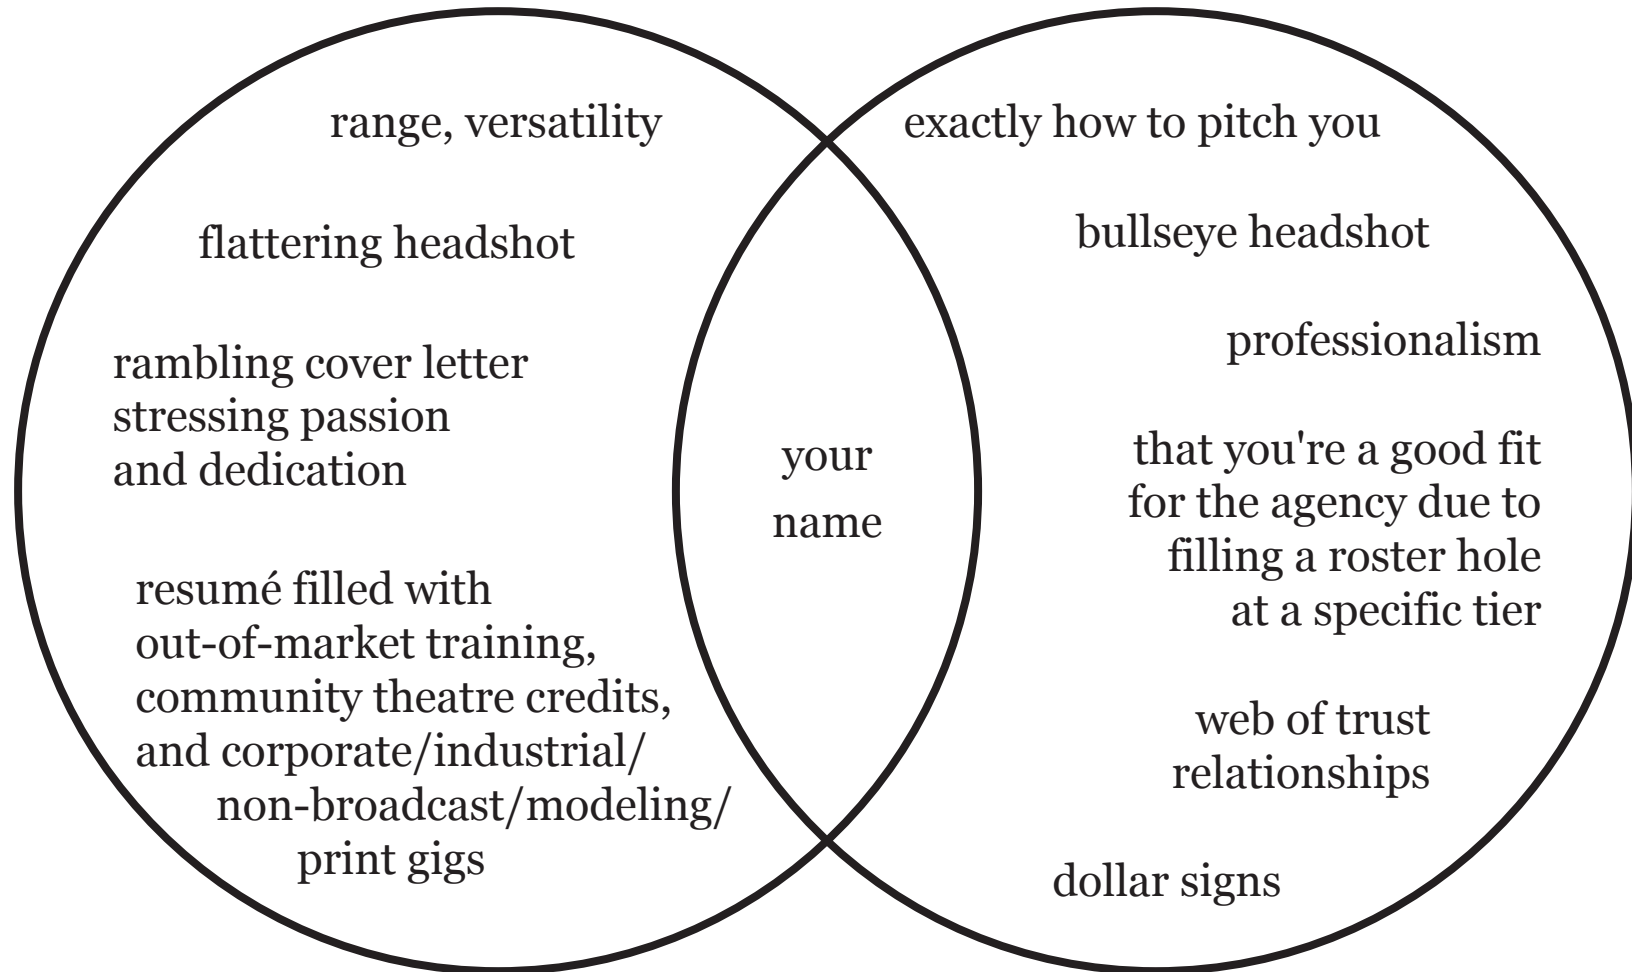 range, versatility
flattering headshot
rambling cover letter
stressing passion
and dedication
resumé filled with
out-of-market training,
community theatre credits,
and corporate/industrial/
non-broadcast/modeling/
print gigs
your
name
exactly how to pitch you
bullseye headshot
professionalism
that you're a good fit
for the agency due to
filling a roster hole
at a specific tier
web of trust
relationships
dollar signs